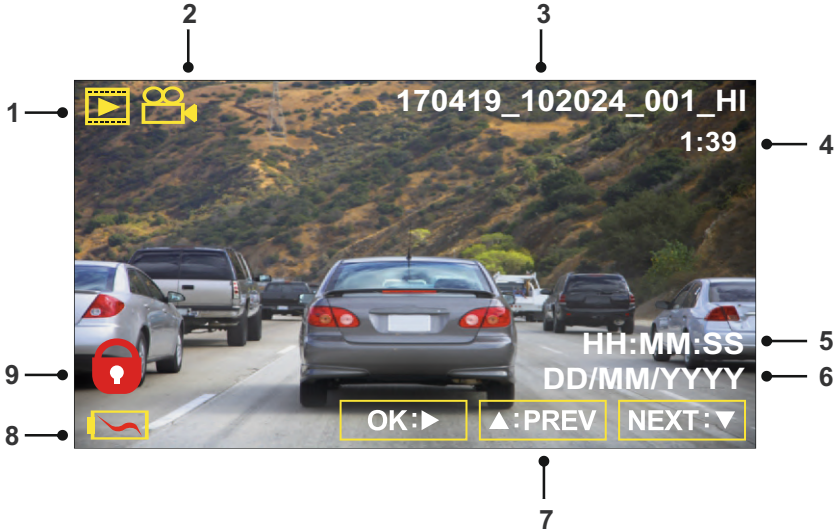 2
3
1
170419_102024_001_HI
1:39
4
HH:MM:SS
5
9
DD/MM/YYYY
6
8
OK:▶
▲:PREV
NEXT:▼
7